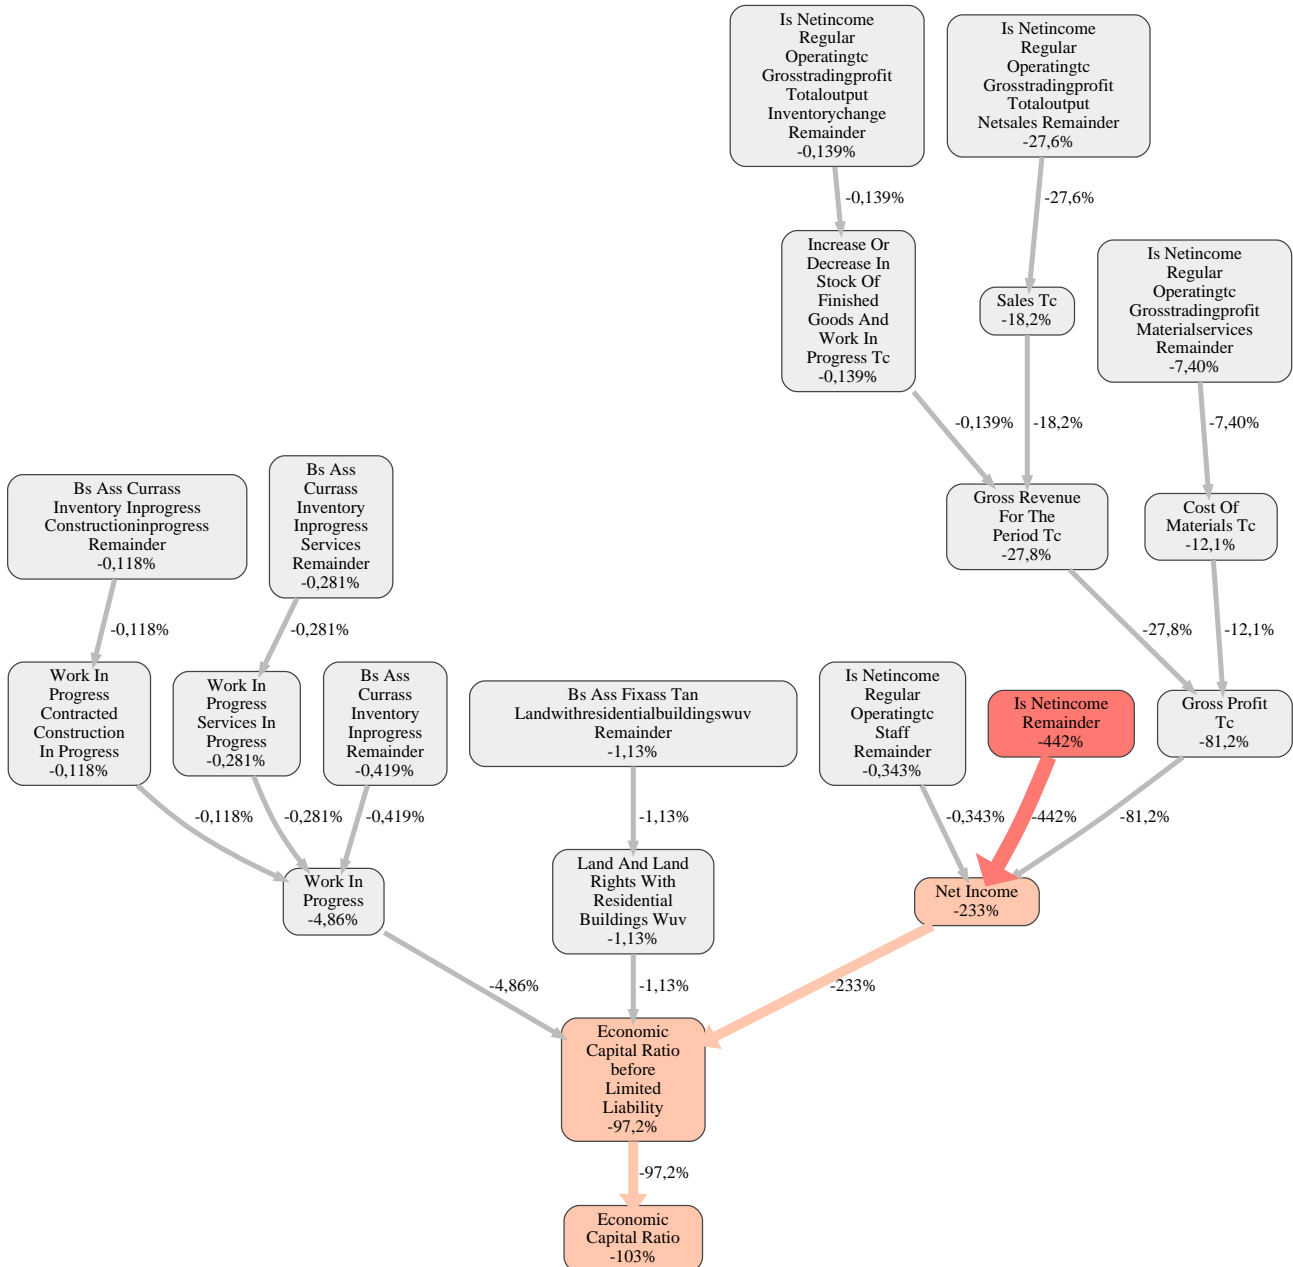 Is Netincome
Regular
Operatingtc
Grosstradingprofit
Totaloutput
Inventorychange
Remainder
-0,139%
Is Netincome
Regular
Operatingtc
Grosstradingprofit
Totaloutput
Netsales Remainder
-27,6%
-0,139%
-27,6%
Increase Or
Decrease In
Stock Of
Finished
Goods And
Work In
Progress Tc
-0,139%
Sales Tc
-18,2%
Is Netincome
Regular
Operatingtc
Grosstradingprofit
Materialservices
Remainder
-7,40%
-0,139%
-18,2%
-7,40%
Bs Ass Currass
Inventory Inprogress
Constructioninprogress
Remainder
-0,118%
Bs Ass
Currass
Inventory
Inprogress
Services
Remainder
-0,281%
Gross Revenue
For The
Period Tc
-27,8%
Cost Of
Materials Tc
-12,1%
-0,118%
-0,281%
-27,8%
-12,1%
Work In
Progress
Contracted
Construction
In Progress
-0,118%
Work In
Progress
Services In
Progress
-0,281%
Bs Ass
Currass
Inventory
Inprogress
Remainder
-0,419%
Bs Ass Fixass Tan
Landwithresidentialbuildingswuv
Remainder
-1,13%
Is Netincome
Regular
Operatingtc
Staff
Remainder
-0,343%
Is Netincome
Remainder
-442%
Gross Profit
Tc
-81,2%
-0,118%
-0,281%
-0,419%
-1,13%
-0,343%
-442%
-81,2%
Work In
Progress
-4,86%
Land And Land
Rights With
Residential
Buildings Wuv
-1,13%
Net Income
-233%
-4,86%
-1,13%
-233%
Economic
Capital Ratio
before
Limited
Liability
-97,2%
-97,2%
Economic
Capital Ratio
-103%